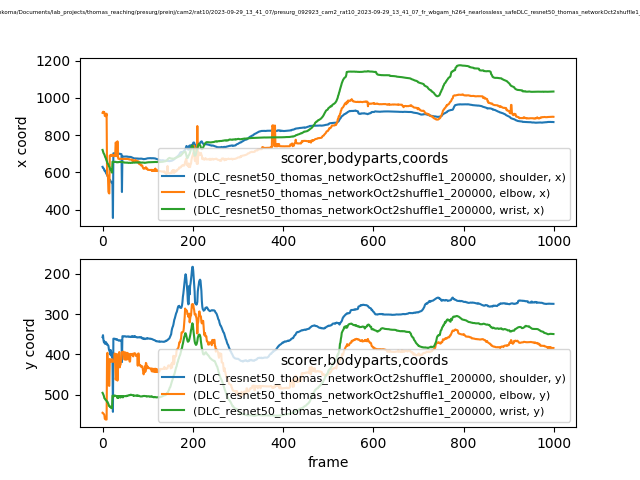 nkoma/Documents/lab_projects/thomas_reaching/presurg/preinj/cam2/rat10/2023-09-29_13_41_07/presurg_092923_cam2_rat10_2023-09-29_13_41_07_fr_wbgam_h264_nearlossless_safeDLC_resnet50_thomas_networkOct2shuffle1_
1200
1000
800
600
400
x coord
scorer,bodyparts,coords
(DLC_resnet50_thomas_networkOct2shuffle1_200000, shoulder, x)
(DLC_resnet50_thomas_networkOct2shuffle1_200000, elbow, x)
(DLC_resnet50_thomas_networkOct2shuffle1_200000, wrist, x)
0 200 400 600 800 1000
200
300
400
500
y coord
scorer,bodyparts,coords
(DLC_resnet50_thomas_networkOct2shuffle1_200000, shoulder, y)
(DLC_resnet50_thomas_networkOct2shuffle1_200000, elbow, y)
(DLC_resnet50_thomas_networkOct2shuffle1_200000, wrist, y)
0 200 400 600 800 1000
frame